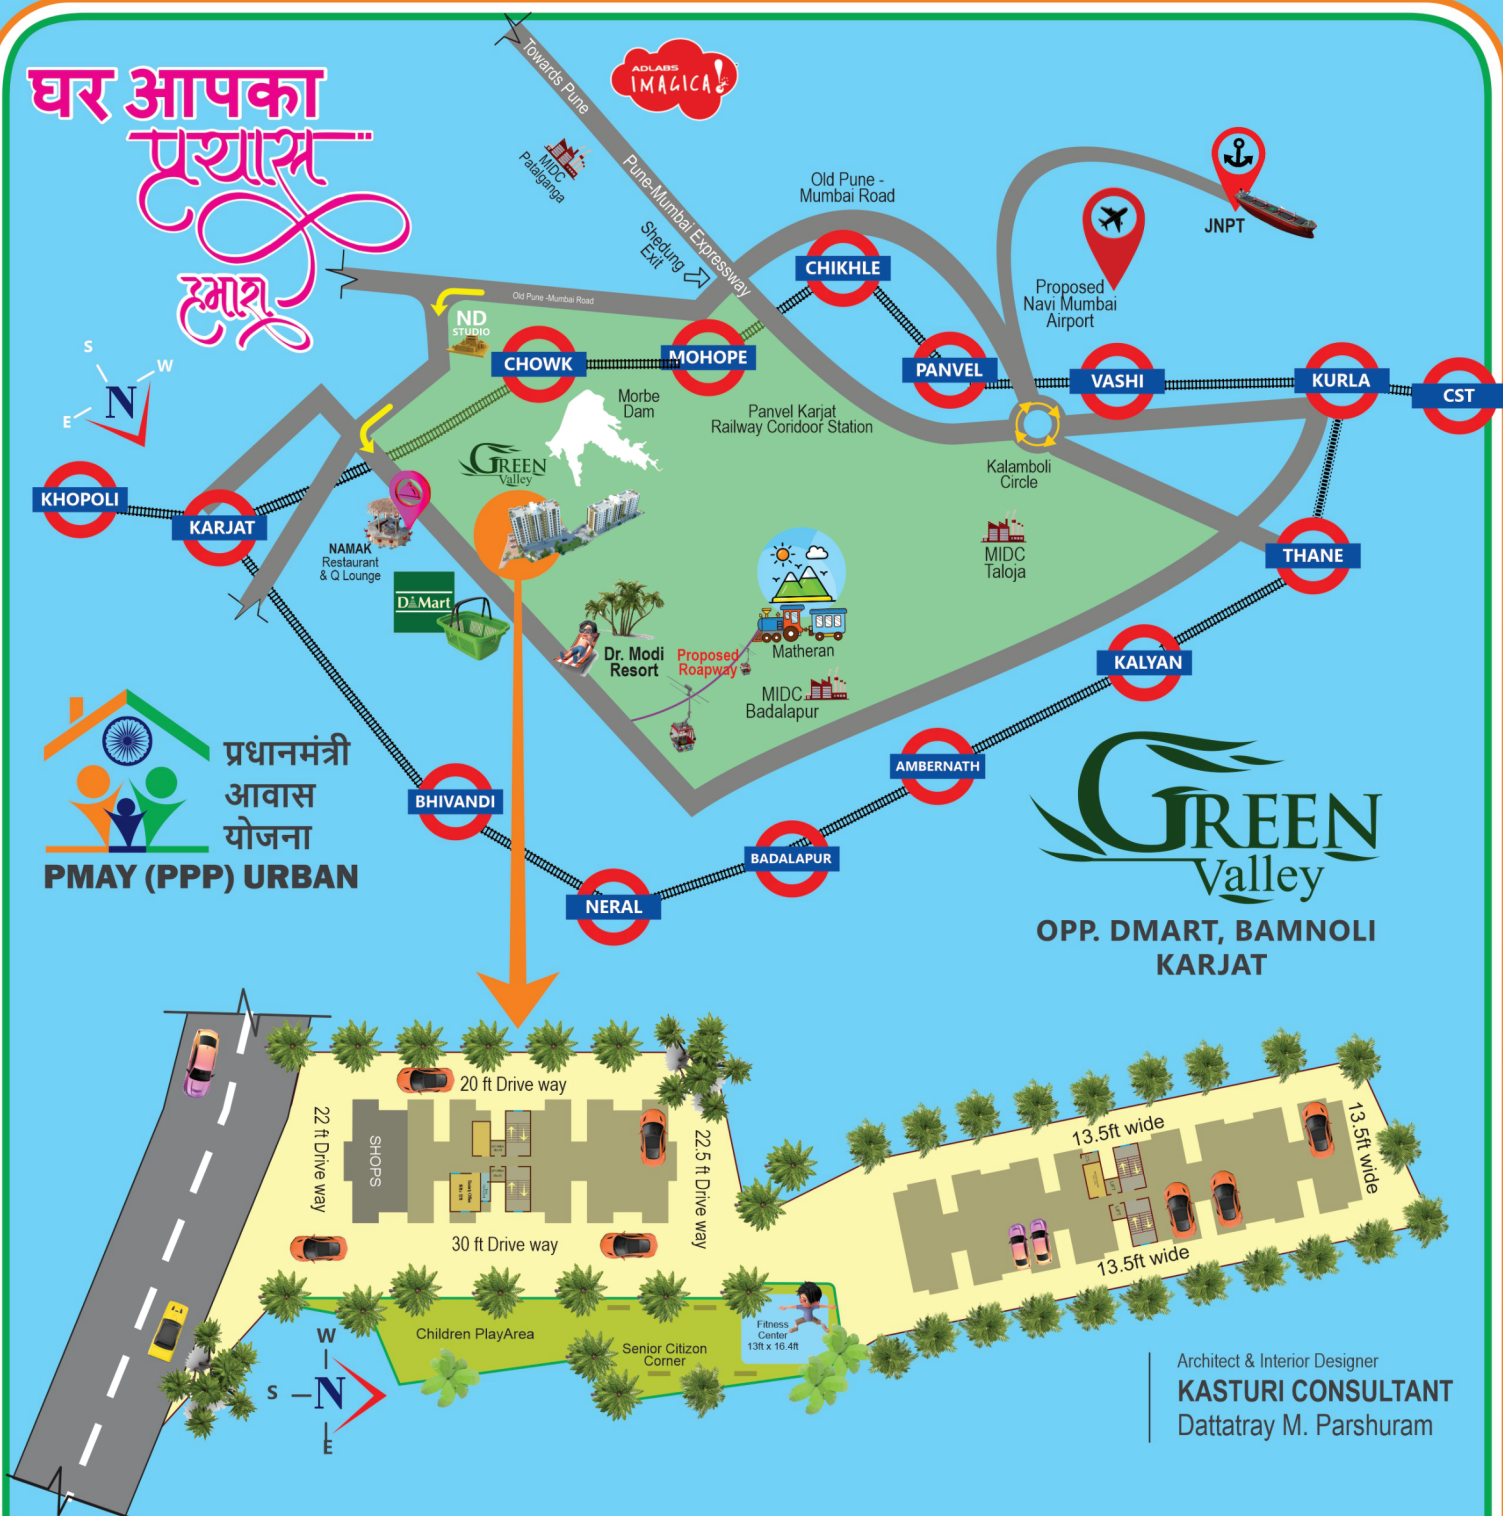 घर आपका
प्रयास
हमारा
Towards Pune
ADLABS
IMAGICA!
MIDC
Patalganga
Pune-Mumbai Expressway
Shedung
Exit
Old Pune -
Mumbai Road
JNPT
Proposed
Navi Mumbai
Airport
CHIKHLE
Old Pune -Mumbai Road
ND
STUDIO
CHOWK
MOHOPE
PANVEL
VASHI
KURLA
CST
S
W
N
E
Morbe
Dam
Panvel Karjat
Railway Coridoor Station
Kalamboli
Circle
GREEN
Valley
KHOPOLI
KARJAT
NAMAK
Restaurant
& Q Lounge
MIDC
Taloja
THANE
DMart
Dr. Modi
Resort
Proposed
Roapway
Matheran
MIDC
Badalapur
KALYAN
AMBERNATH
BADALAPUR
BHIVANDI
NERAL
प्रधानमंत्री
आवास
योजना
PMAY (PPP) URBAN
GREEN
Valley
OPP. DMART, BAMNOLI
KARJAT
20 ft Drive way
22 ft Drive way
SHOPS
22.5 ft Drive way
30 ft Drive way
13.5ft wide
13.5ft wide
13.5ft wide
Children PlayArea
Senior Citizon
Corner
Fitness
Center
13ft x 16.4ft
W
S
N
E
Architect & Interior Designer
KASTURI CONSULTANT
Dattatray M. Parshuram